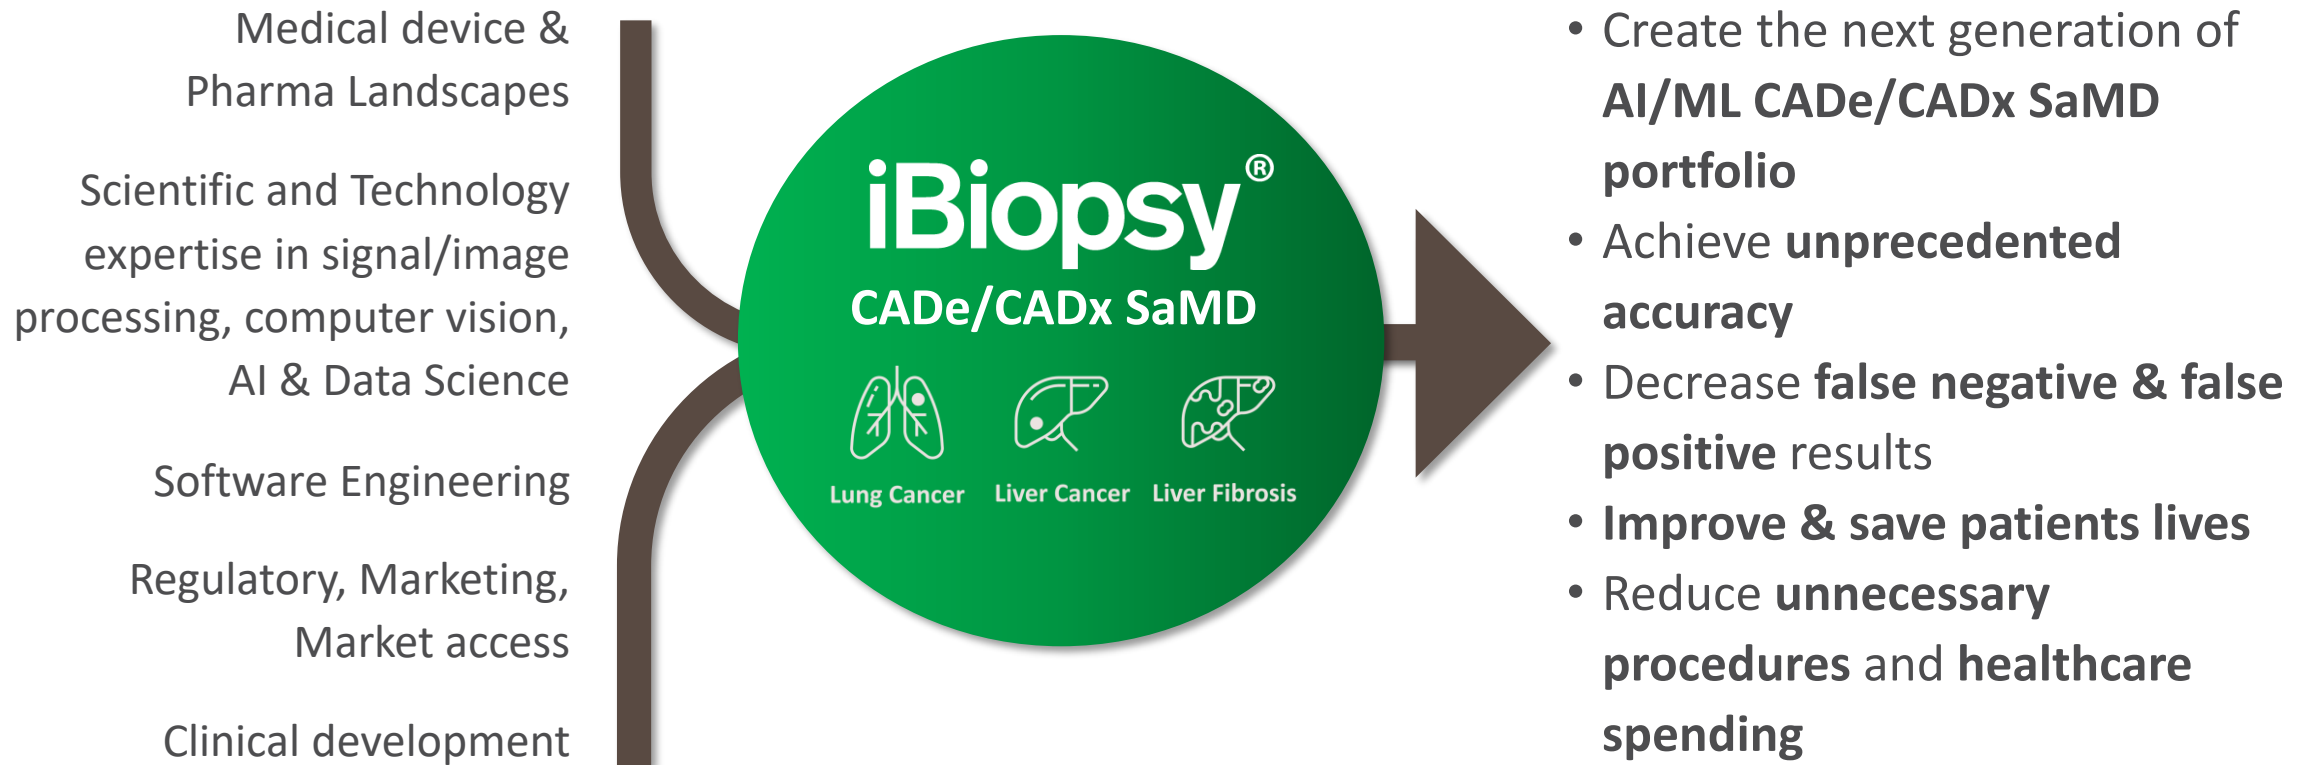 Medical device &
Pharma Landscapes
Scientific and Technology
expertise in signal/image
processing, computer vision,
AI & Data Science
Software Engineering
Regulatory, Marketing,
Market access
Clinical development
iBiopsy®
CADe/CADx SaMD
Lung Cancer
Liver Cancer
Liver Fibrosis
• Create the next generation of
AI/ML CADe/CADx SaMD
portfolio
• Achieve unprecedented
accuracy
• Decrease false negative & false
positive results
• Improve & save patients lives
• Reduce unnecessary
procedures and healthcare
spending